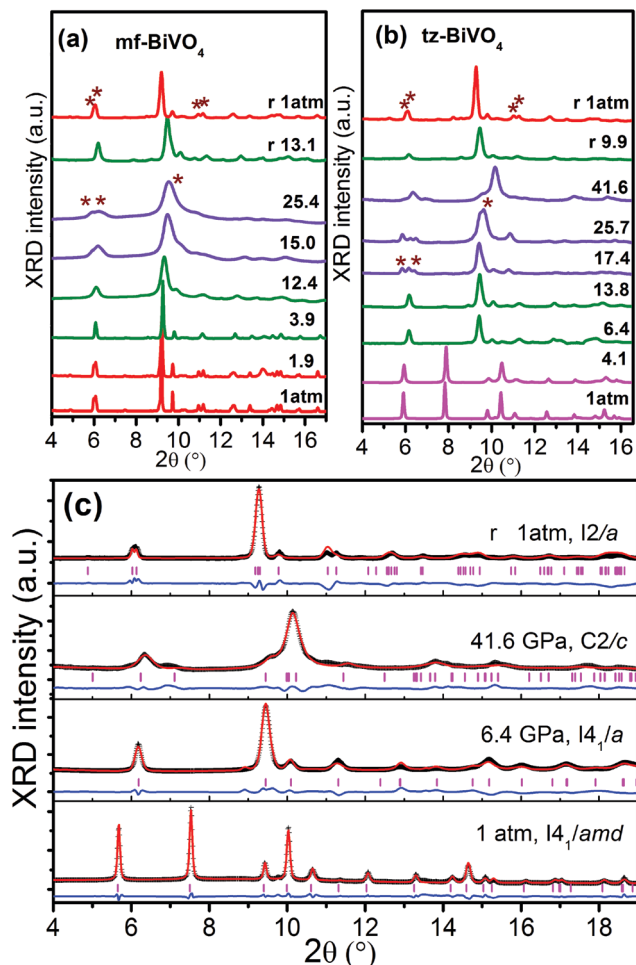 (a) mf-BiVO₄
XRD intensity (a.u.)
* *
* *
r 1atm
r 13.1
*
* *
25.4
15.0
12.4
3.9
1.9
1atm
4 6 8 10 12 14 16
2θ (°)
(b) tz-BiVO₄
XRD intensity (a.u.)
* *
* *
r 1atm
r 9.9
41.6
*
25.7
* *
17.4
13.8
6.4
4.1
1atm
4 6 8 10 12 14 16
2θ (°)
(c)
XRD intensity (a.u.)
r 1atm, I2/a
41.6 GPa, C2/c
6.4 GPa, I4₁/a
1 atm, I4₁/amd
4 6 8 10 12 14 16 18
2θ (°)